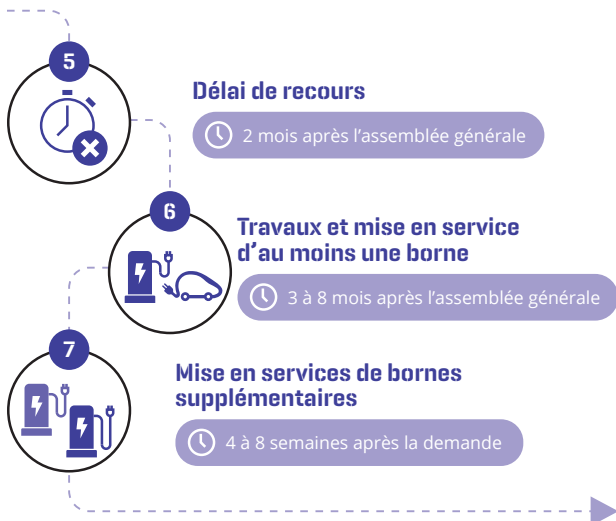 5
Délai de recours
2 mois après l'assemblée générale
6
Travaux et mise en service
d'au moins une borne
3 à 8 mois après l'assemblée générale
7
Mise en services de bornes
supplémentaires
4 à 8 semaines après la demande